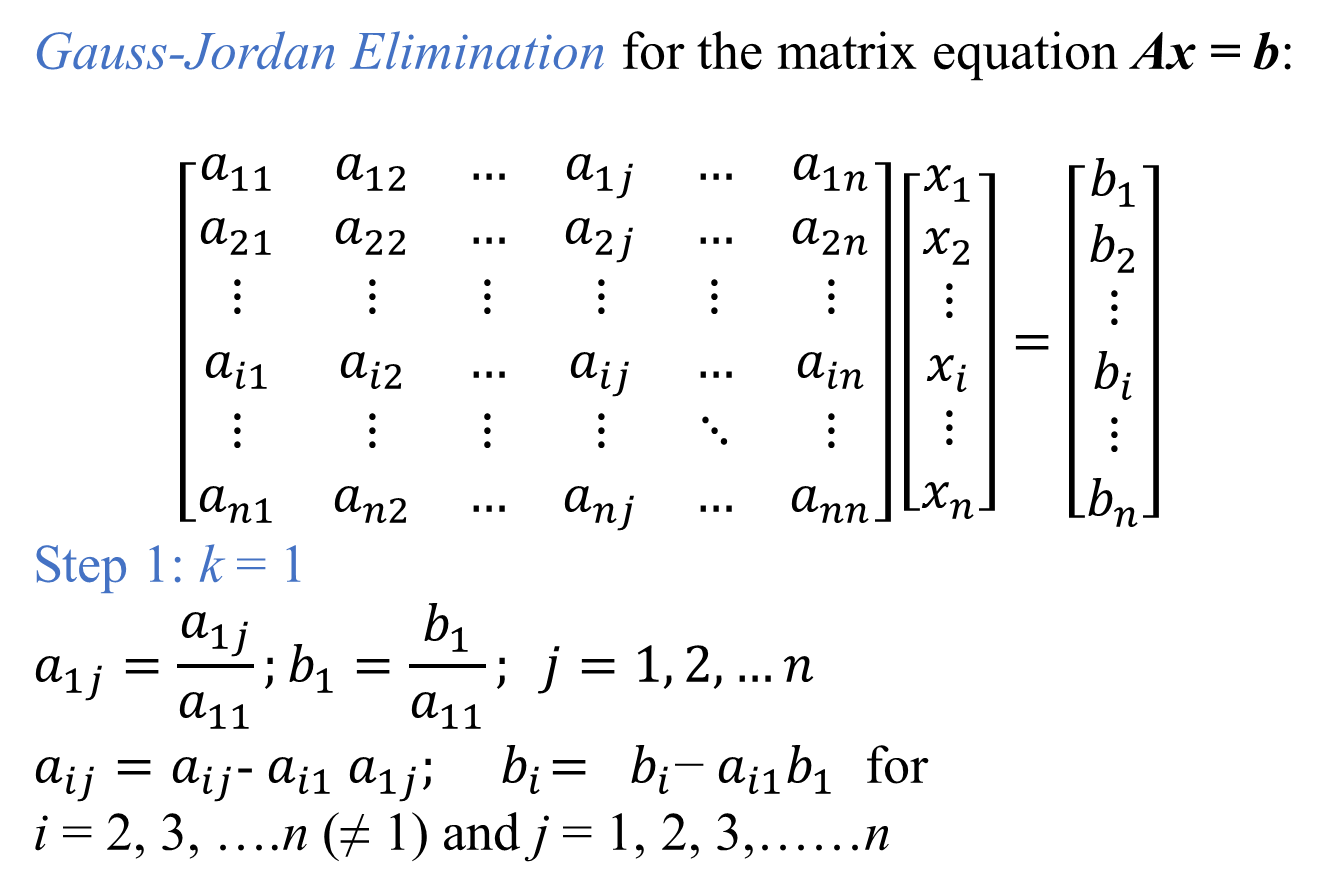 Gauss-Jordan Elimination for the matrix equation Ax = b:
a₁₁ a₁₂ … a₁ⱼ … a₁ₙ x₁ b₁
a₂₁ a₂₂ … a₂ⱼ … a₂ₙ x₂ b₂
⋮ ⋮ ⋮ ⋮ ⋮ ⋮ ⋮ ⋮
aᵢ₁ aᵢ₂ … aᵢⱼ … aᵢₙ xᵢ = bᵢ
⋮ ⋮ ⋮ ⋮ ⋱ ⋮ ⋮ ⋮
aₙ₁ aₙ₂ … aₙⱼ … aₙₙ xₙ bₙ
Step 1: k = 1
a₁ⱼ = a₁ⱼ/a₁₁; b₁ = b₁/a₁₁; j = 1, 2, … n
aᵢⱼ = aᵢⱼ- aᵢ₁ a₁ⱼ; bᵢ= bᵢ− aᵢ₁b₁ for
i = 2, 3, ….n (≠ 1) and j = 1, 2, 3,……n